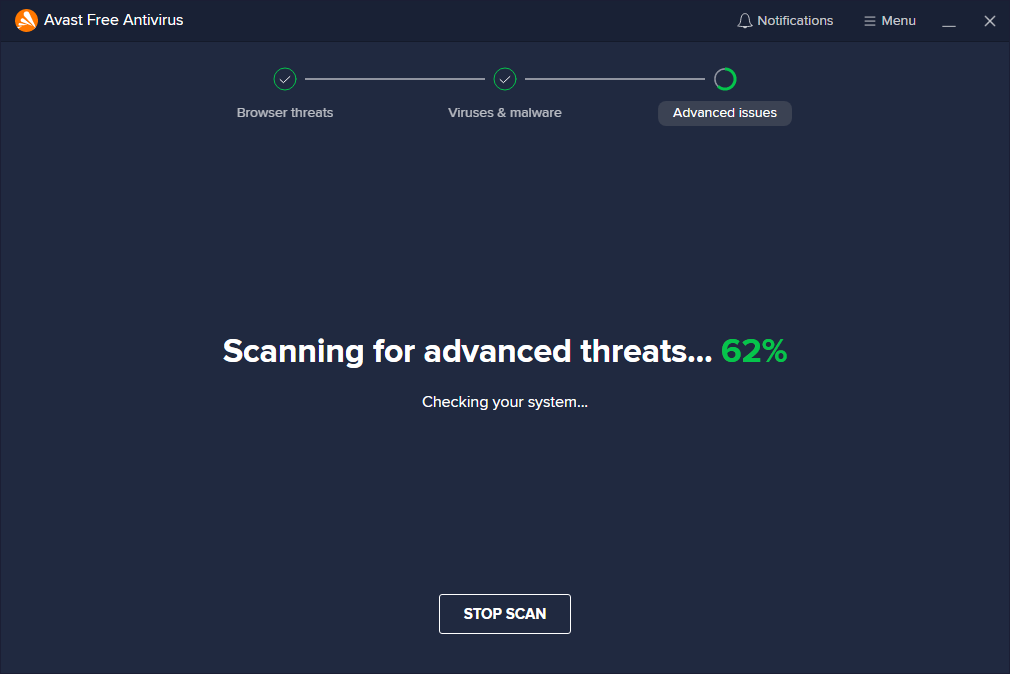 Avast Free Antivirus
Notifications
Menu
Browser threats
Viruses & malware
Advanced issues
Scanning for advanced threats... 62%
Checking your system...
STOP SCAN